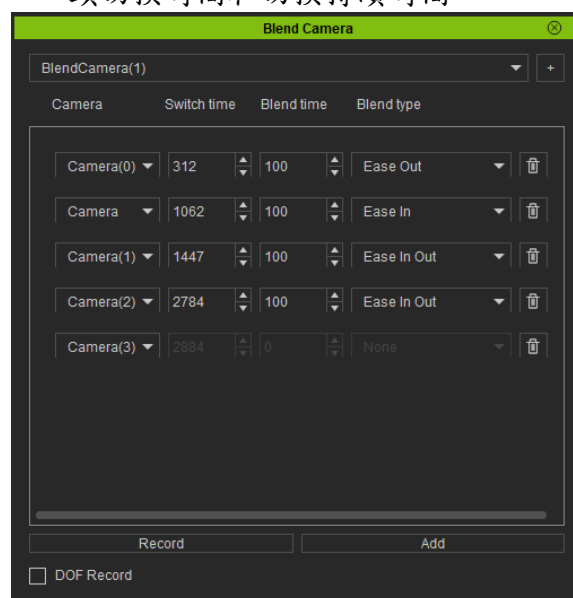 Blend Camera
BlendCamera(1) +
Camera Switch time Blend time Blend type
Camera(0) 312 100 Ease Out
Camera 1062 100 Ease In
Camera(1) 1447 100 Ease In Out
Camera(2) 2784 100 Ease In Out
Camera(3) 2884 0 None
Record Add
DOF Record